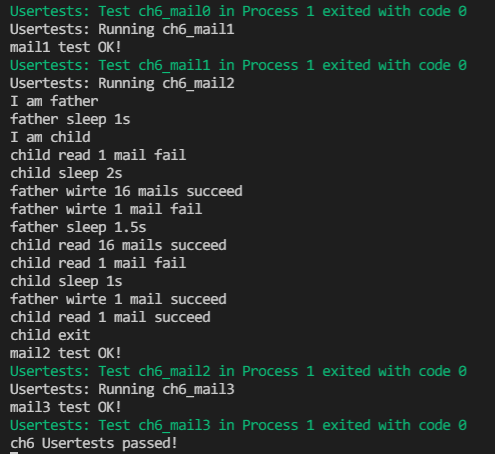 Usertests: Test ch6_mail0 in Process 1 exited with code 0
Usertests: Running ch6_mail1
mail1 test OK!
Usertests: Test ch6_mail1 in Process 1 exited with code 0
Usertests: Running ch6_mail2
I am father
father sleep 1s
I am child
child read 1 mail fail
child sleep 2s
father wirte 16 mails succeed
father wirte 1 mail fail
father sleep 1.5s
child read 16 mails succeed
child read 1 mail fail
child sleep 1s
father wirte 1 mail succeed
child read 1 mail succeed
child exit
mail2 test OK!
Usertests: Test ch6_mail2 in Process 1 exited with code 0
Usertests: Running ch6_mail3
mail3 test OK!
Usertests: Test ch6_mail3 in Process 1 exited with code 0
ch6 Usertests passed!